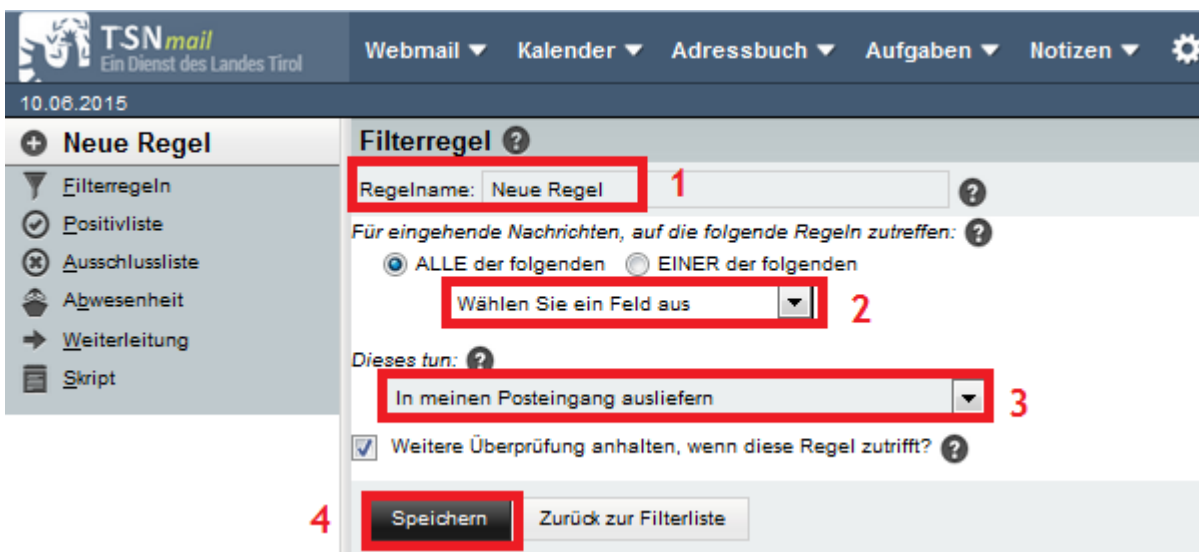 TSNmail
Ein Dienst des Landes Tirol
Webmail ▼ Kalender ▼ Adressbuch ▼ Aufgaben ▼ Notizen ▼
10.06.2015
Neue Regel
Filterregeln
Positivliste
Ausschlussliste
Abwesenheit
Weiterleitung
Skript
Filterregel ?
Regelname: Neue Regel 1 ?
Für eingehende Nachrichten, auf die folgende Regeln zutreffen: ?
ALLE der folgenden EINER der folgenden
Wählen Sie ein Feld aus 2
Dieses tun: ?
In meinen Posteingang ausliefern 3
Weitere Überprüfung anhalten, wenn diese Regel zutrifft? ?
4 Speichern Zurück zur Filterliste